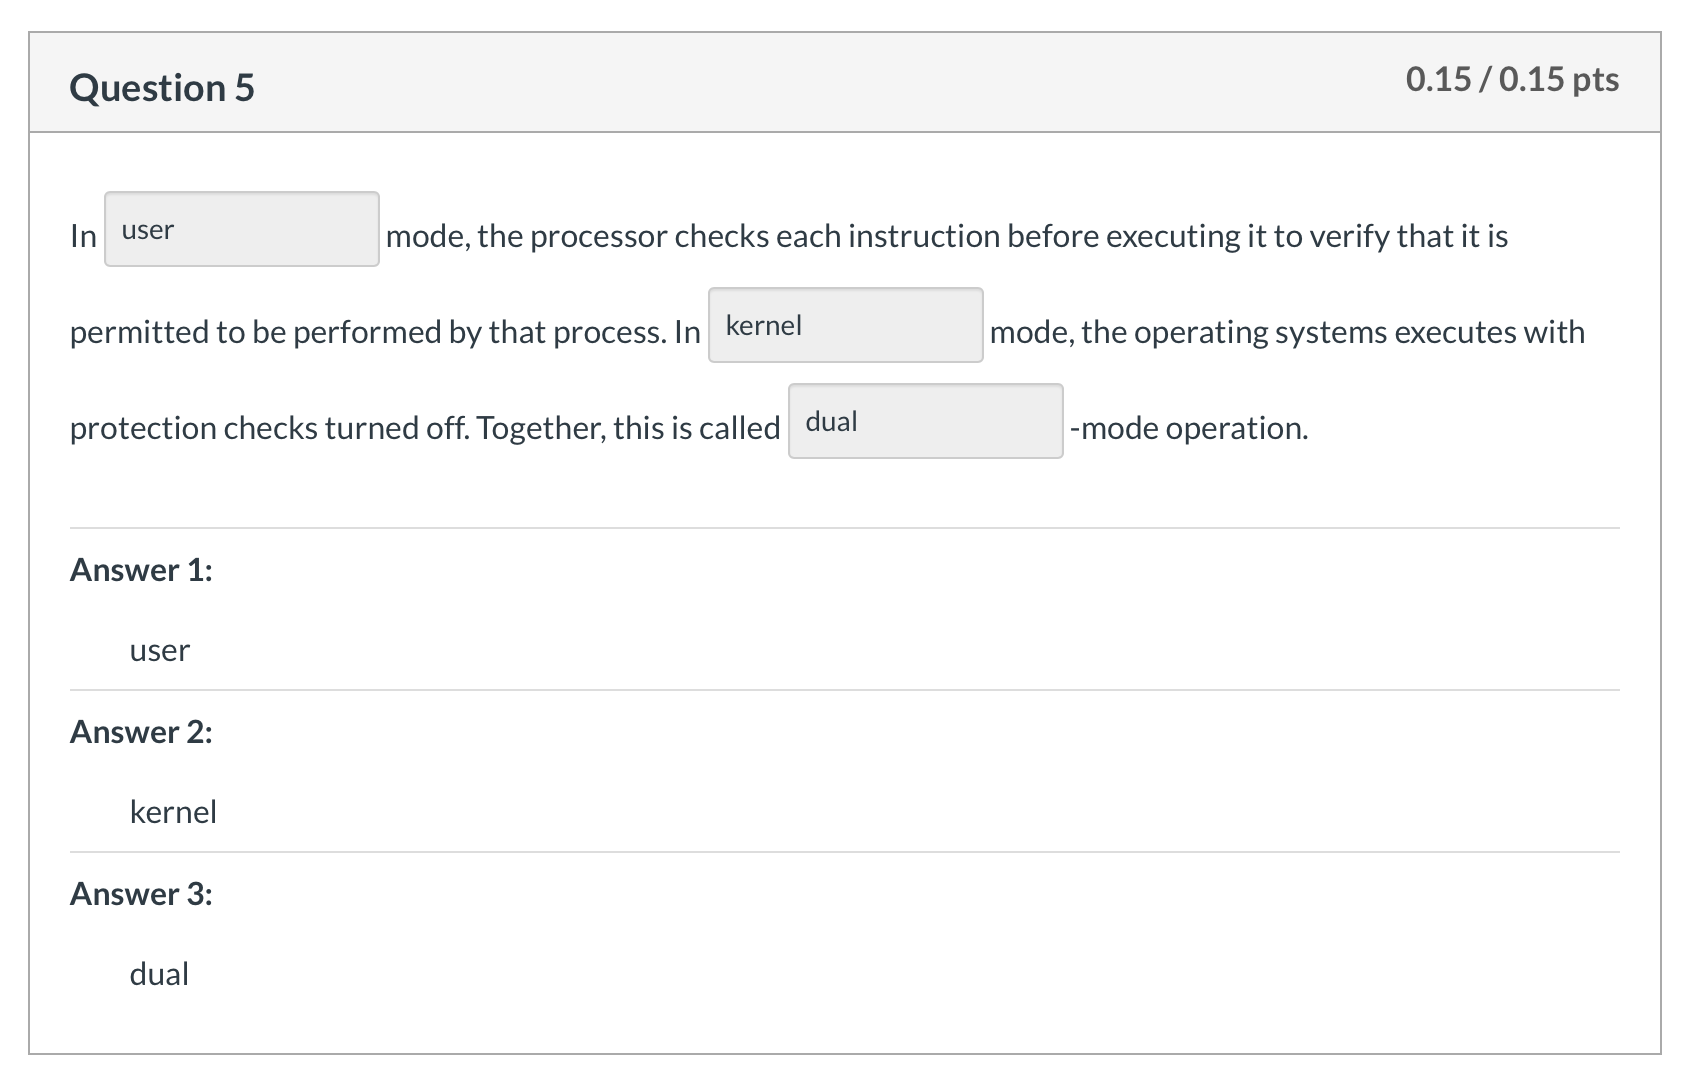 Question 5
0.15 / 0.15 pts
In user mode, the processor checks each instruction before executing it to verify that it is
permitted to be performed by that process. In kernel mode, the operating systems executes with
protection checks turned off. Together, this is called dual -mode operation.
Answer 1:
user
Answer 2:
kernel
Answer 3:
dual